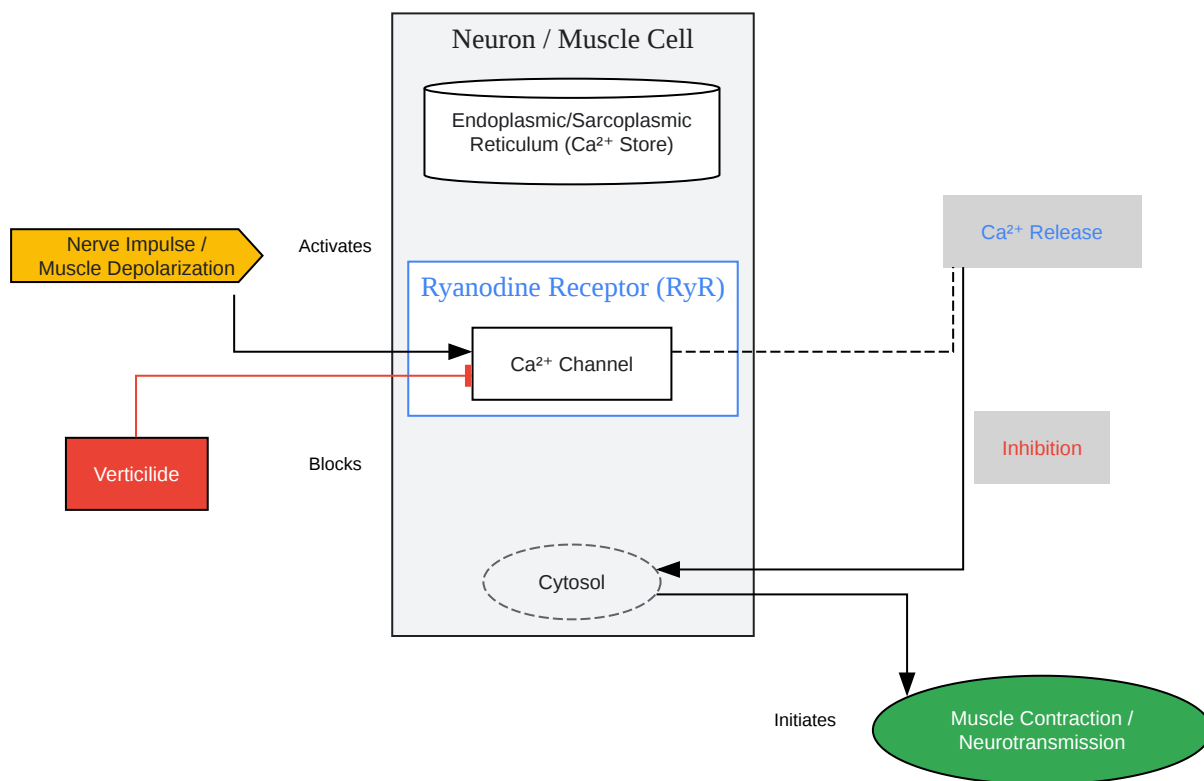 Neuron / Muscle Cell
Endoplasmic/Sarcoplasmic
Reticulum (Ca²⁺ Store)
Nerve Impulse /
Muscle Depolarization
Activates
Ca²⁺ Release
Ryanodine Receptor (RyR)
Ca²⁺ Channel
Verticilide
Blocks
Inhibition
Cytosol
Initiates
Muscle Contraction /
Neurotransmission